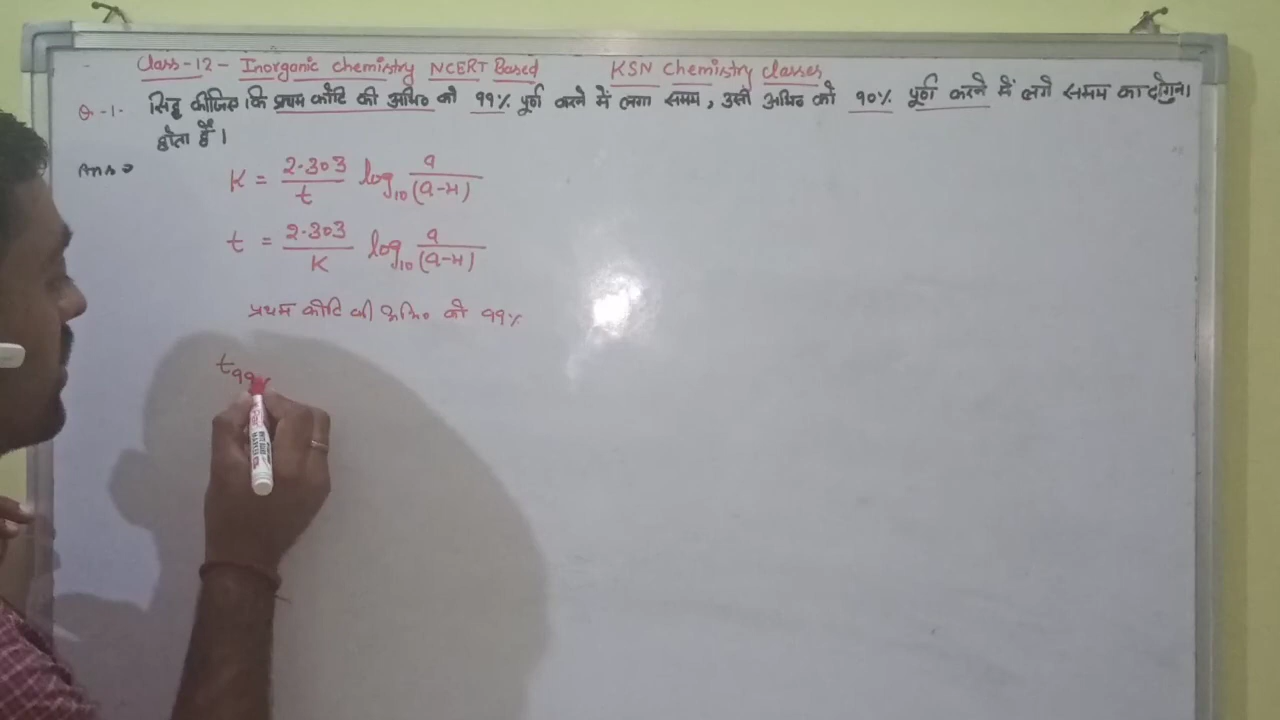 Class-12 - Inorganic chemistry NCERT Based KSN Chemistry classes
Q.-1. सिद्ध कीजिए कि प्रथम कोटि की अभि० को 99% पूर्ण करने में लगा समय, उसी अभि० को 90% पूर्ण करने में लगे समय का दोगुना
होता है।
Ans
K = 2.303/t log₁₀ a/(a-x)
t = 2.303/K log₁₀ a/(a-x)
प्रथम कोटि की अभि० को 99%
t99%